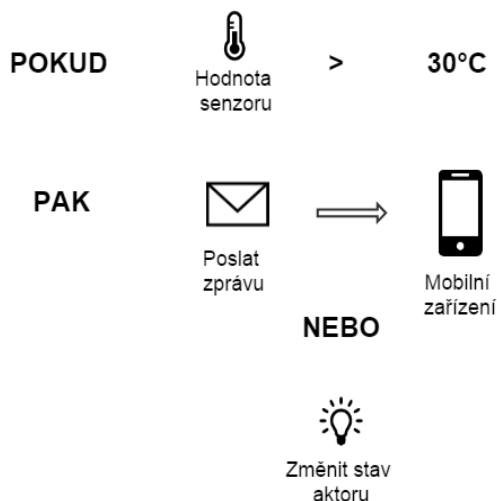 POKUD
Hodnota
senzoru
>
30°C
PAK
Poslat
zprávu
Mobilní
zařízení
NEBO
Změnit stav
aktoru